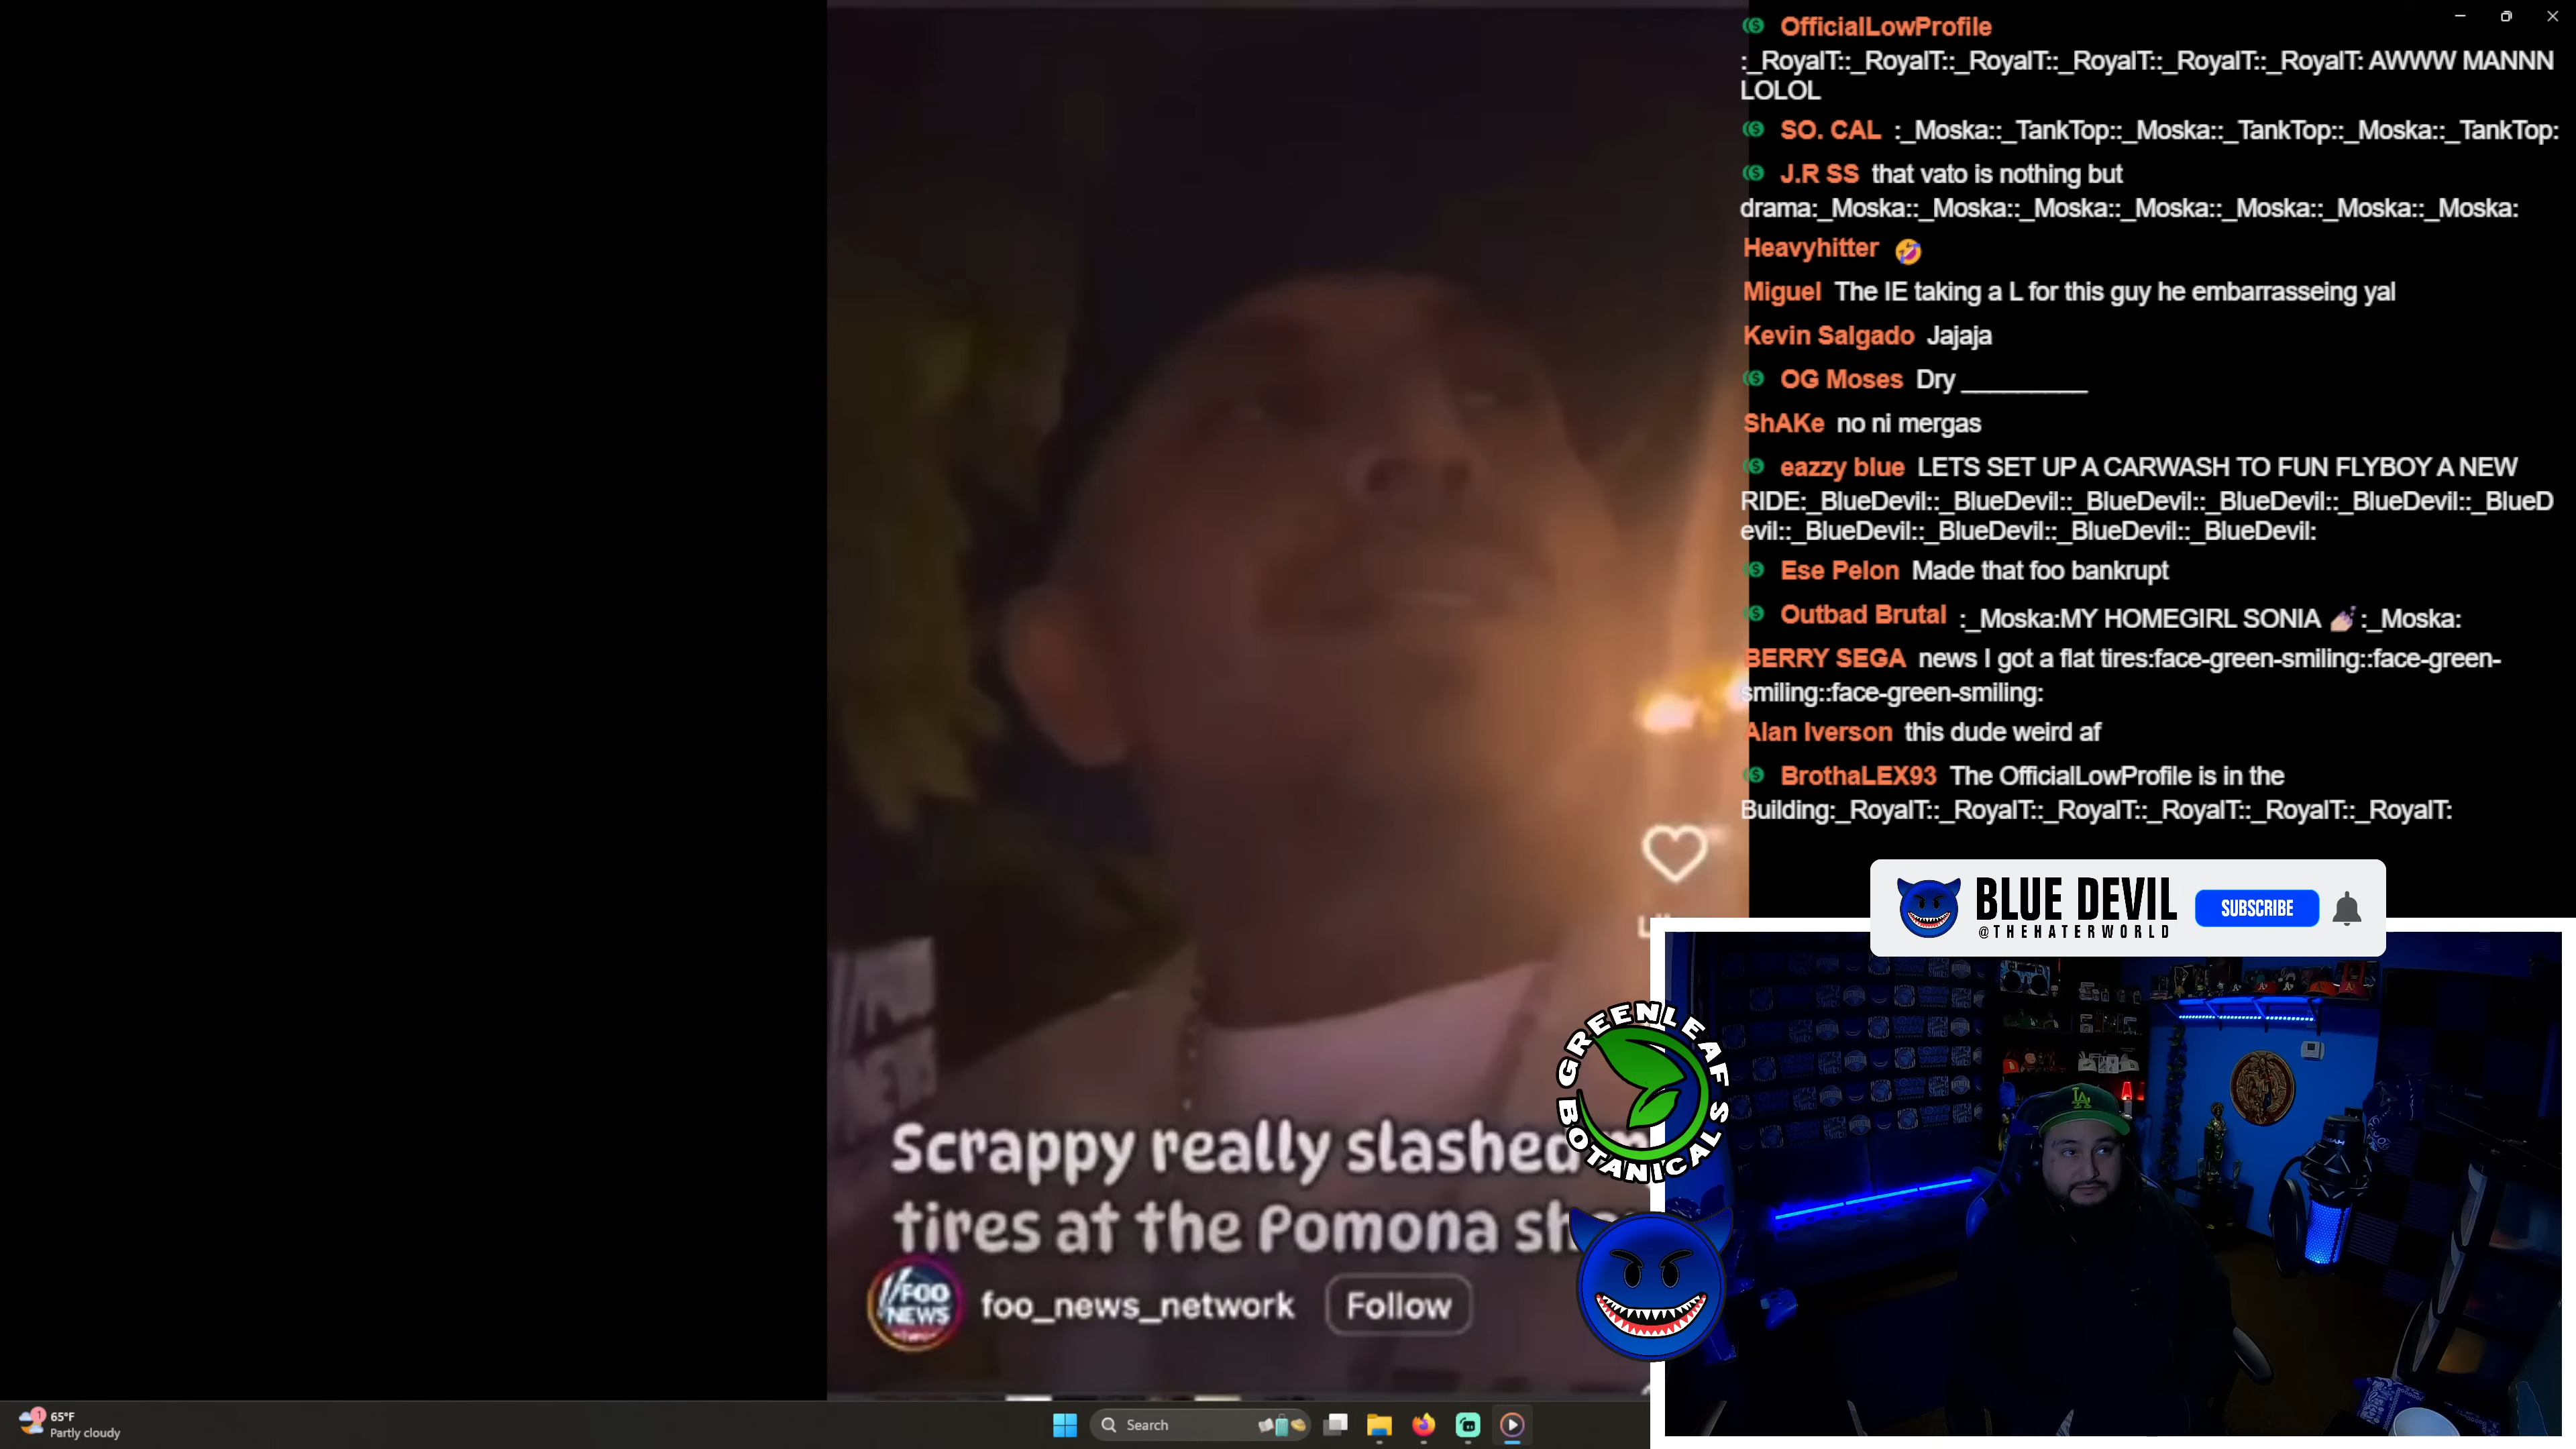 OfficialLowProfile
:_RoyalT::_RoyalT::_RoyalT::_RoyalT::_RoyalT::_RoyalT: AWWW MANNN
LOLOL
SO. CAL :_Moska::_TankTop::_Moska::_TankTop::_Moska::_TankTop:
J.R SS that vato is nothing but
drama:_Moska::_Moska::_Moska::_Moska::_Moska::_Moska::_Moska:
Heavyhitter 🤣
Miguel The IE taking a L for this guy he embarrasseing yal
Kevin Salgado Jajaja
OG Moses Dry _________
ShAKe no ni mergas
eazzy blue LETS SET UP A CARWASH TO FUN FLYBOY A NEW
RIDE:_BlueDevil::_BlueDevil::_BlueDevil::_BlueDevil::_BlueDevil::_BlueD
evil::_BlueDevil::_BlueDevil::_BlueDevil::_BlueDevil:
Ese Pelon Made that foo bankrupt
Outbad Brutal :_Moska:MY HOMEGIRL SONIA 💅🏻:_Moska:
BERRY SEGA news I got a flat tires:face-green-smiling::face-green-
smiling::face-green-smiling:
Alan Iverson this dude weird af
BrothaLEX93 The OfficialLowProfile is in the
Building:_RoyalT::_RoyalT::_RoyalT::_RoyalT::_RoyalT::_RoyalT:
BLUE DEVIL
@THEHATERWORLD
SUBSCRIBE
GREENLEAFS
BOTANICALS
LA
Scrappy really slashed
tires at the Pomona
//FOO
NEWS
foo_news_network
Follow
1
65°F
Partly cloudy
Search